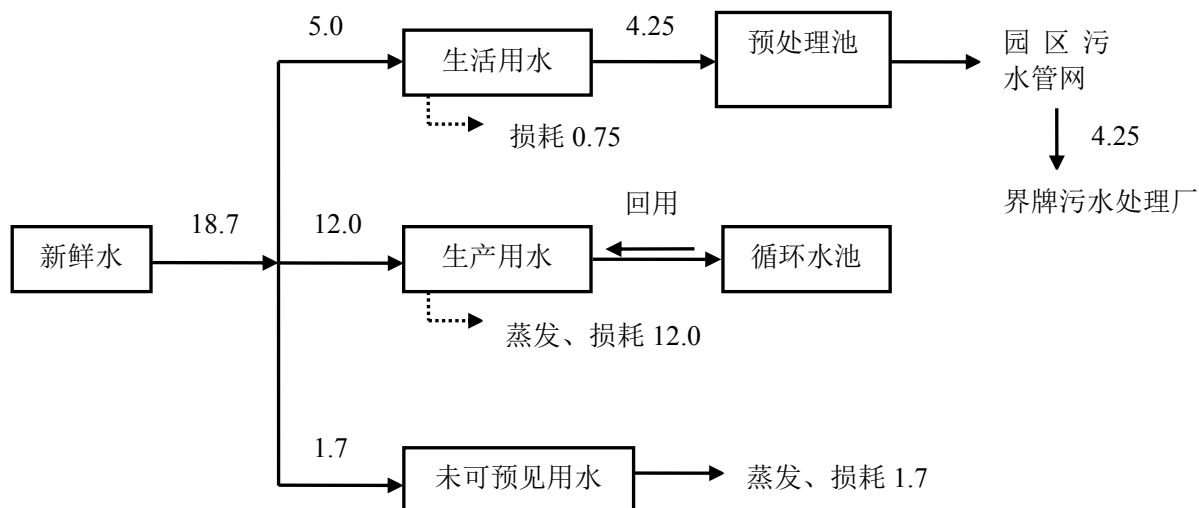 5.0
生活用水
4.25
预处理池
园 区 污
水管网
损耗 0.75
4.25
界牌污水处理厂
新鲜水
18.7
12.0
生产用水
回用
循环水池
蒸发、损耗 12.0
1.7
未可预见用水
蒸发、损耗 1.7